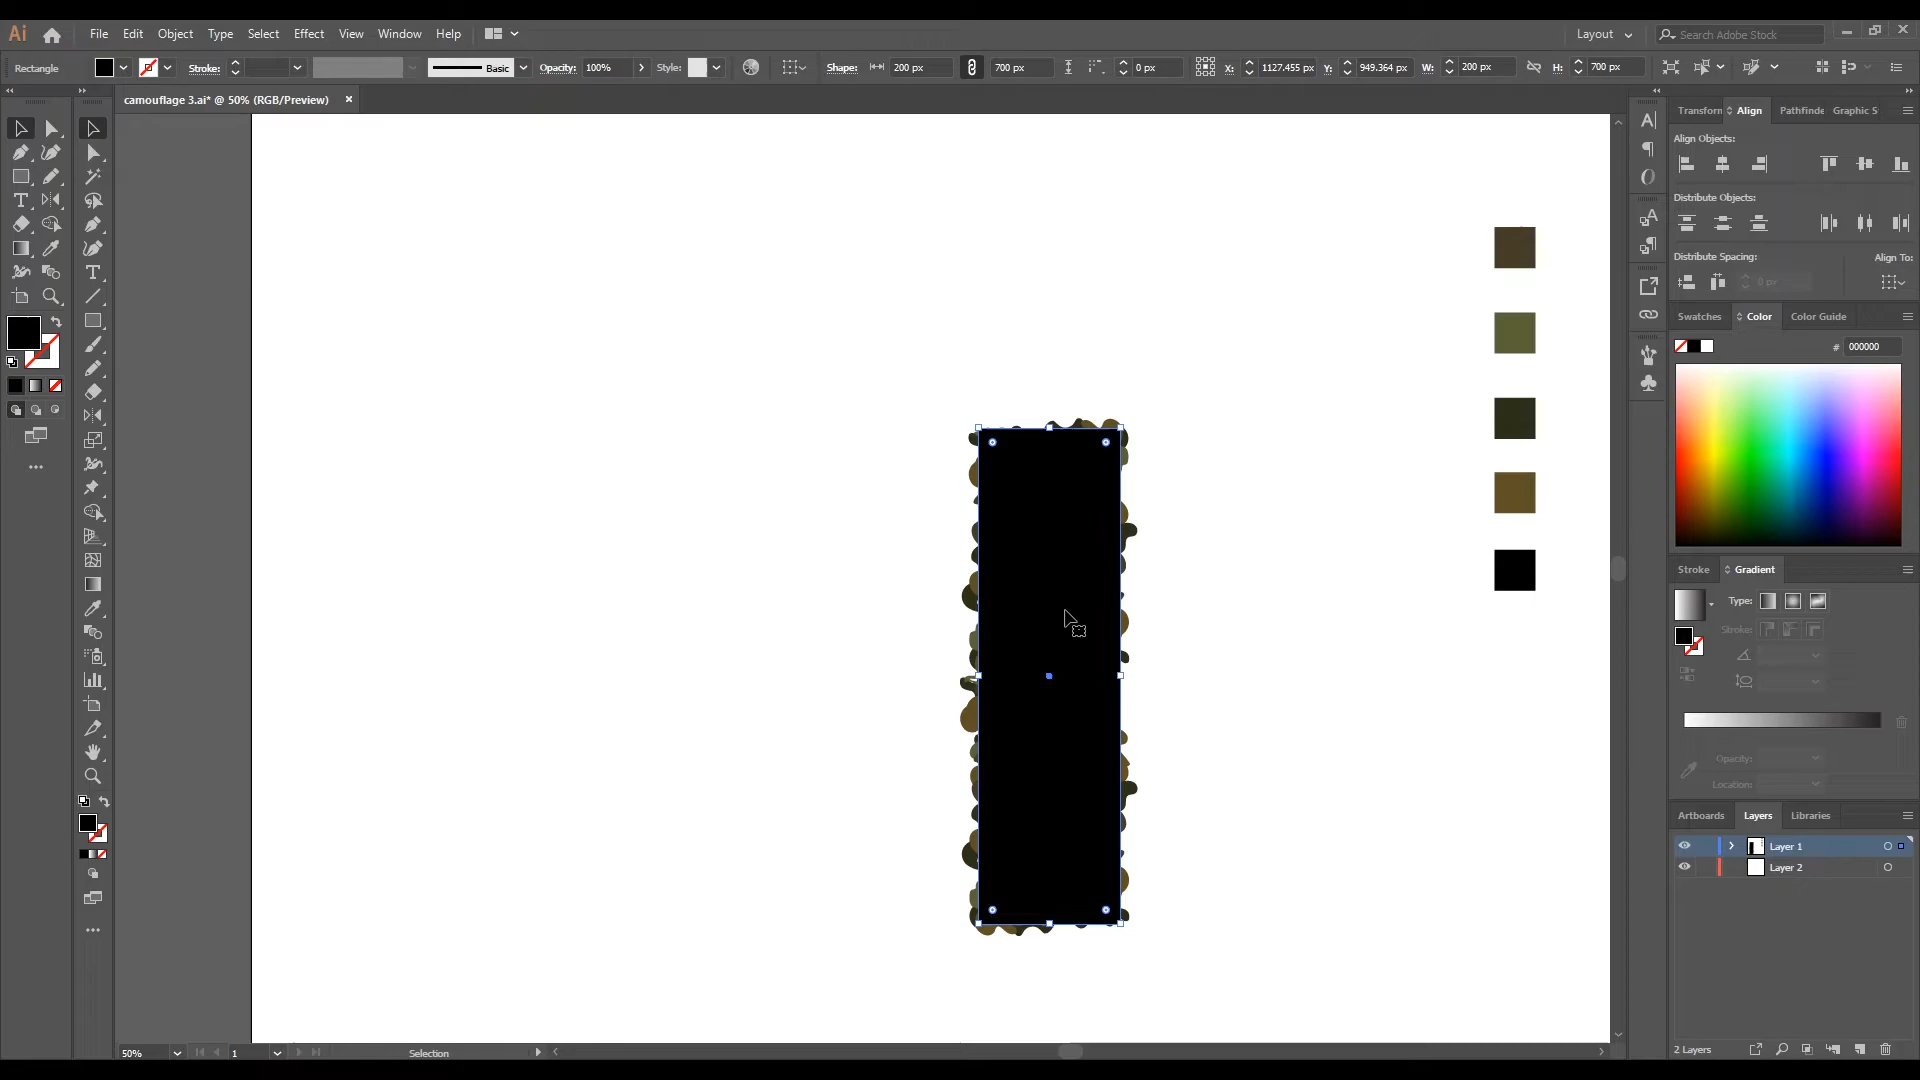 Ai File Edit Object Type Select Effect View Window Help Layout Search Adobe Stock
Rectangle Stroke: Basic Opacity: 100% Style: Shape: 200 px 700 px 0 px X: 1127.455 px Y: 949.364 px W: 200 px H: 700 px
camouflage 3.ai* @ 50% (RGB/Preview) ×
Transform Align Pathfinde Graphic S
Align Objects:
Distribute Objects:
Distribute Spacing: Align To:
0 px
Swatches Color Color Guide
# 000000
Stroke Gradient
Type:
Stroke:
Opacity:
Location:
Artboards Layers Libraries
Layer 1
Layer 2
2 Layers
50% 1 Selection